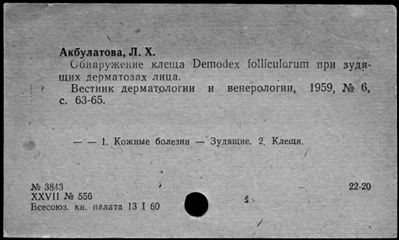 Акбулатова, Л. Х.
Обнаружение клеща Demodex folliculorum при зудя-
щих дерматозах лица.
Вестник дерматологии и венерологии, 1959, № 6,
с. 63-65.
— — 1. Кожные болезни — Зудящие. 2. Клещи.
№ 3843 22-20
XXVII № 556
Всесоюз. кн. палата 13 I 60